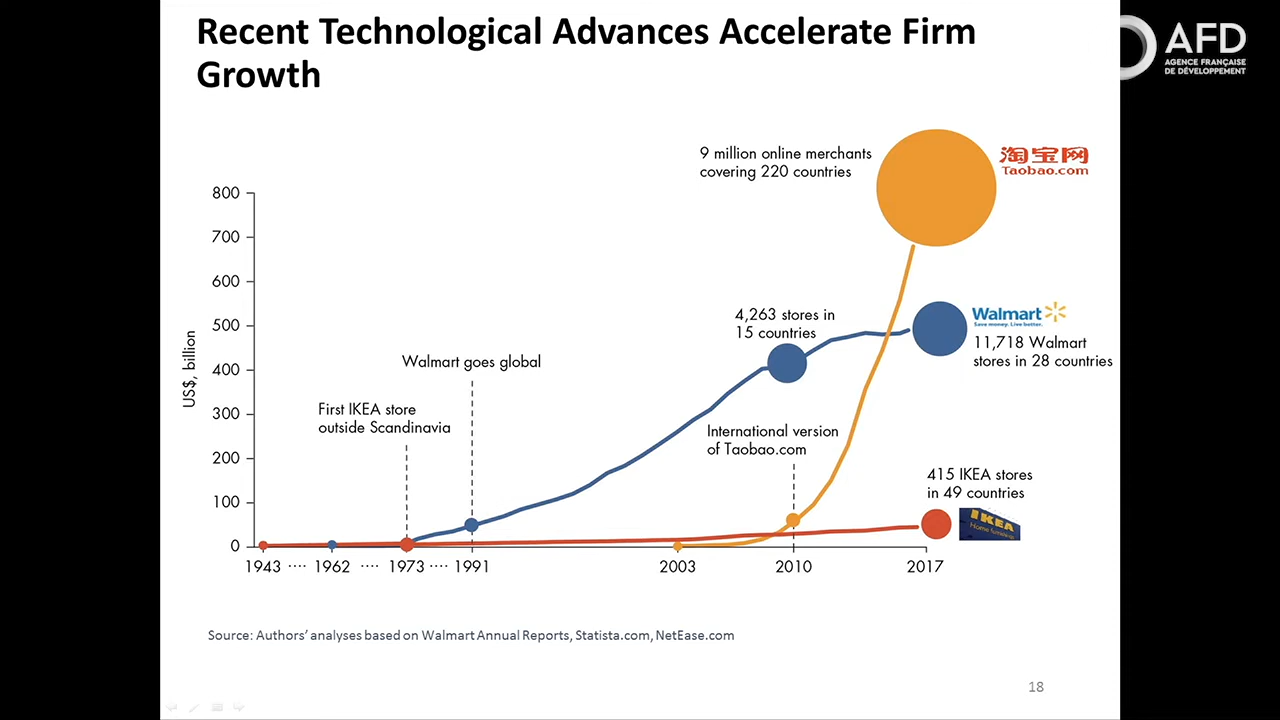 Recent Technological Advances Accelerate Firm
Growth
AFD
AGENCE FRANÇAISE
DE DÉVELOPPEMENT
9 million online merchants
covering 220 countries
淘宝网
Taobao.com
800
700
600
500
400
300
200
100
0
US$, billion
4,263 stores in
15 countries
Walmart
Save money. Live better.
11,718 Walmart
stores in 28 countries
Walmart goes global
First IKEA store
outside Scandinavia
International version
of Taobao.com
415 IKEA stores
in 49 countries
IKEA
Home furnishing
1943 ···· 1962 ···· 1973 ···· 1991 2003 2010 2017
Source: Authors’ analyses based on Walmart Annual Reports, Statista.com, NetEase.com
18